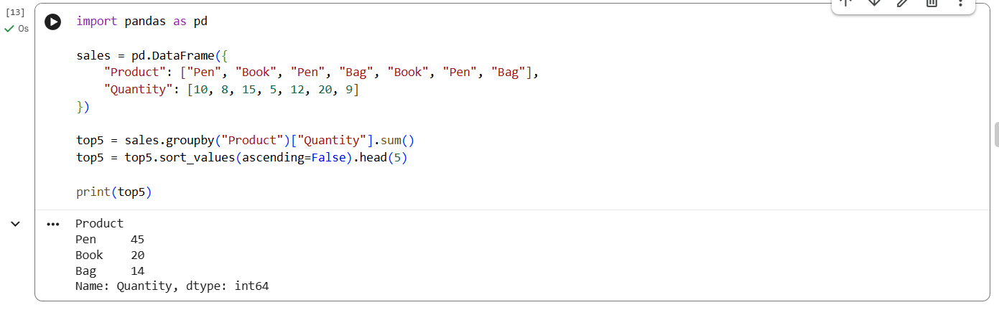 [13]
0s
import pandas as pd
sales = pd.DataFrame({
    "Product": ["Pen", "Book", "Pen", "Bag", "Book", "Pen", "Bag"],
    "Quantity": [10, 8, 15, 5, 12, 20, 9]
})
top5 = sales.groupby("Product")["Quantity"].sum()
top5 = top5.sort_values(ascending=False).head(5)
print(top5)
Product
Pen     45
Book    20
Bag     14
Name: Quantity, dtype: int64